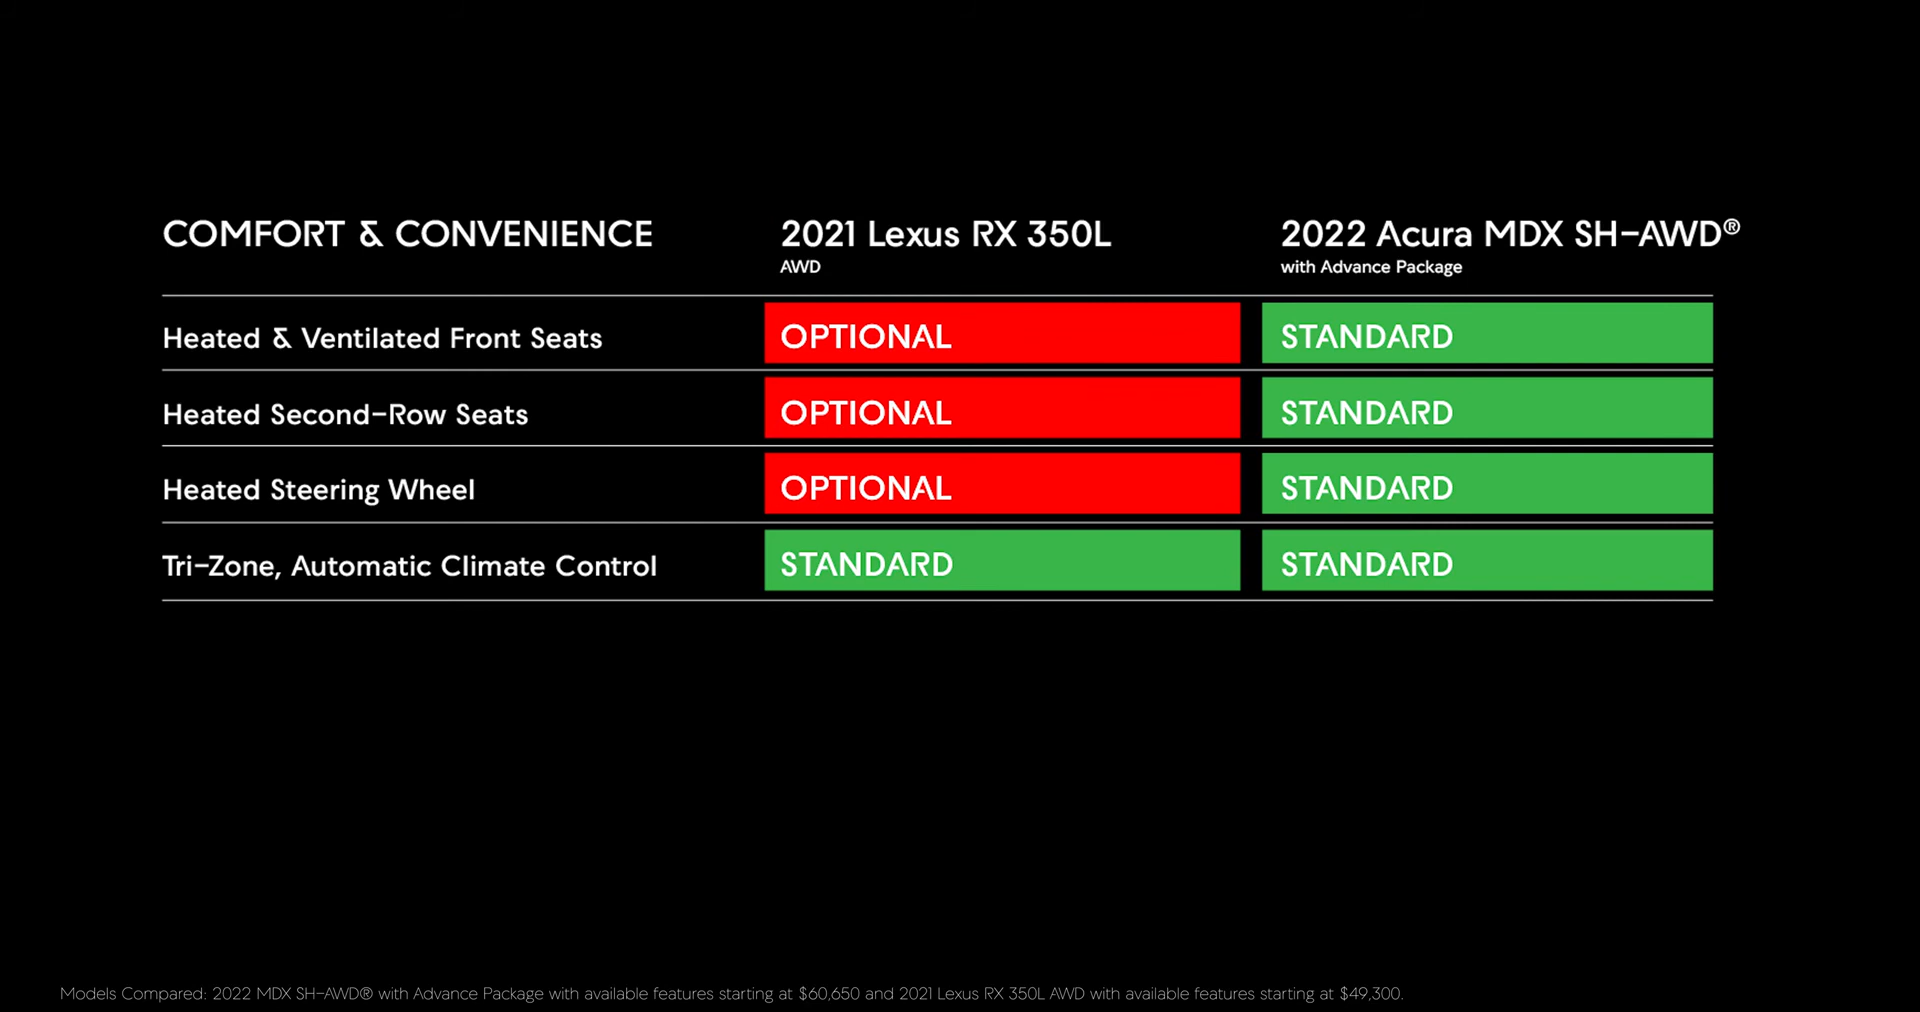 COMFORT & CONVENIENCE
2021 Lexus RX 350L
AWD
2022 Acura MDX SH-AWD®
with Advance Package
Heated & Ventilated Front Seats
OPTIONAL
STANDARD
Heated Second-Row Seats
OPTIONAL
STANDARD
Heated Steering Wheel
OPTIONAL
STANDARD
Tri-Zone, Automatic Climate Control
STANDARD
STANDARD
Models Compared: 2022 MDX SH-AWD® with Advance Package with available features starting at $60,650 and 2021 Lexus RX 350L AWD with available features starting at $49,300.